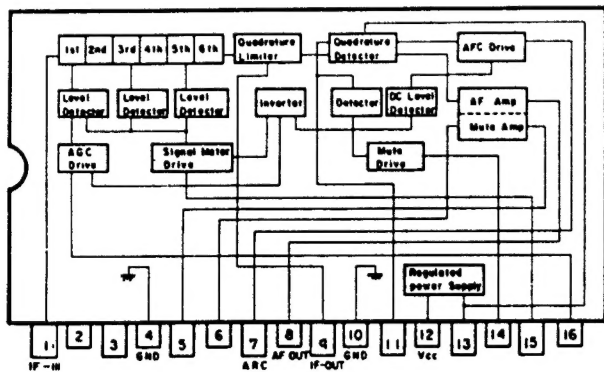 1st 2nd 3rd 4th 5th 6th
Quadrature Limiter
Quadrature Detector
AFC Drive
Level Detector
Level Detector
Level Detector
Invertor
Detector
DC Level Detector
AF Amp
Mute Amp
AGC Drive
Signal Meter Drive
Mute Drive
Regulated power Supply
1 2 3 4 5 6 7 8 9 10 11 12 13 14 15 16
IF-IN GND ARC AF OUT IF-OUT GND Vcc